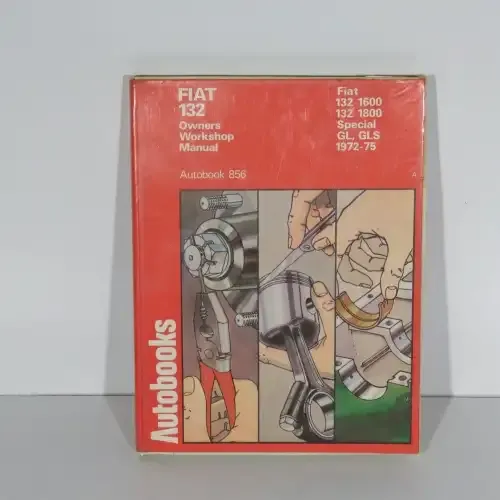 FIAT
132
Owners
Workshop
Manual
Autobook 856
Fiat
132 1600
132 1800
Special
GL, GLS
1972-75
Autobooks